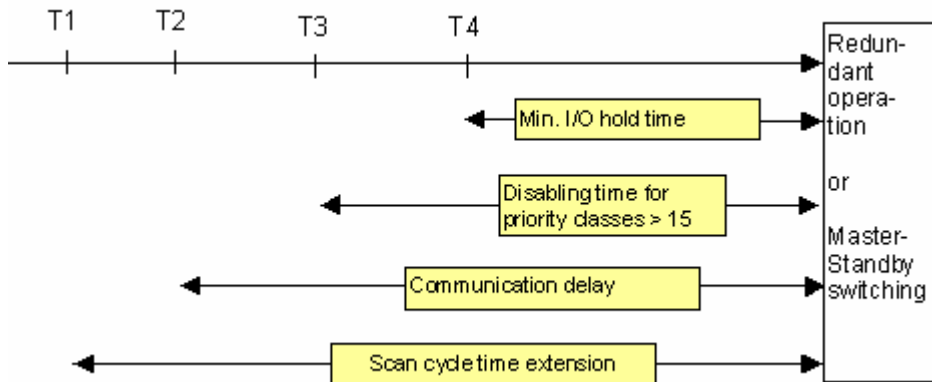 T1 T2 T3 T4
Redun-
dant
opera-
tion
or
Master-
Standby
switching
Min. I/O hold time
Disabling time for
priority classes > 15
Communication delay
Scan cycle time extension